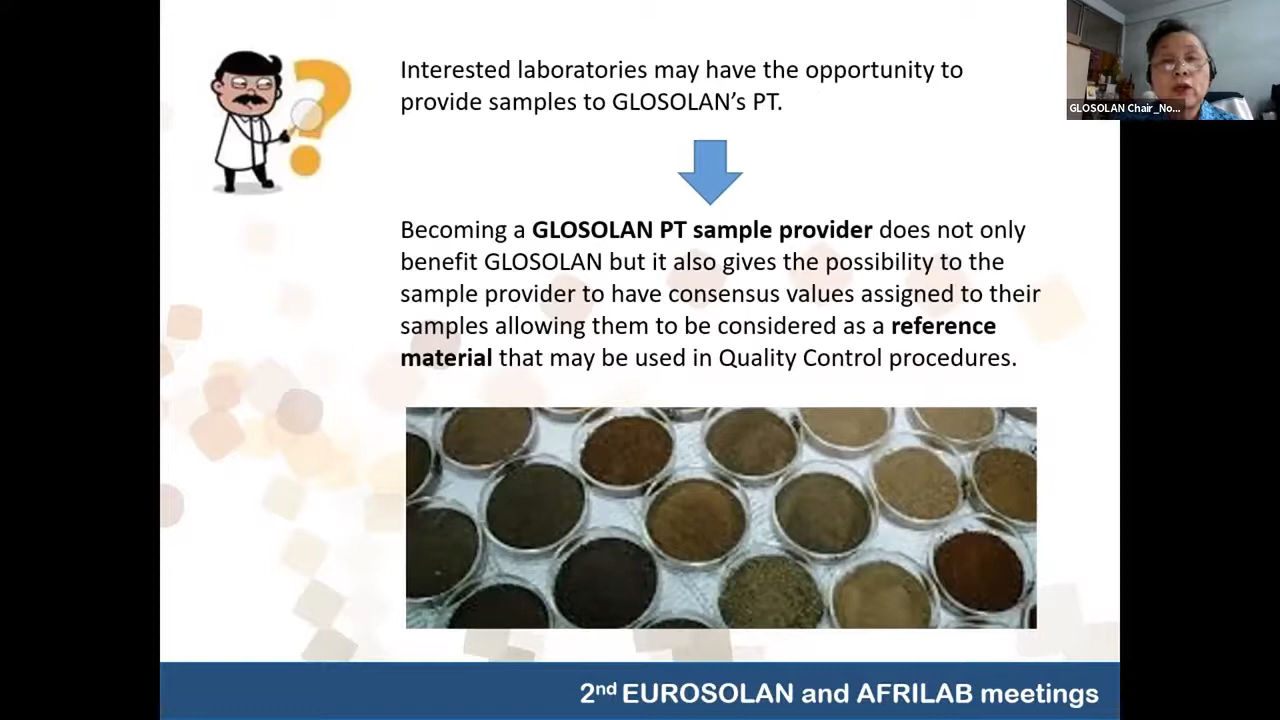 Interested laboratories may have the opportunity to
provide samples to GLOSOLAN’s PT.
GLOSOLAN Chair_No...
Becoming a GLOSOLAN PT sample provider does not only
benefit GLOSOLAN but it also gives the possibility to the
sample provider to have consensus values assigned to their
samples allowing them to be considered as a reference
material that may be used in Quality Control procedures.
2nd EUROSOLAN and AFRILAB meetings